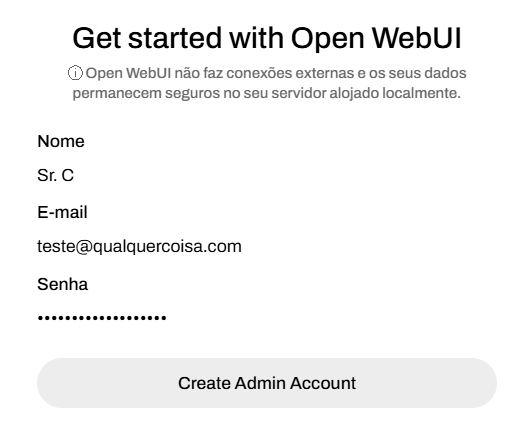 Get started with Open WebUI
ⓘ Open WebUI não faz conexões externas e os seus dados
permanecem seguros no seu servidor alojado localmente.
Nome
Sr. C
E-mail
teste@qualquercoisa.com
Senha
•••••••••••••••••••
Create Admin Account